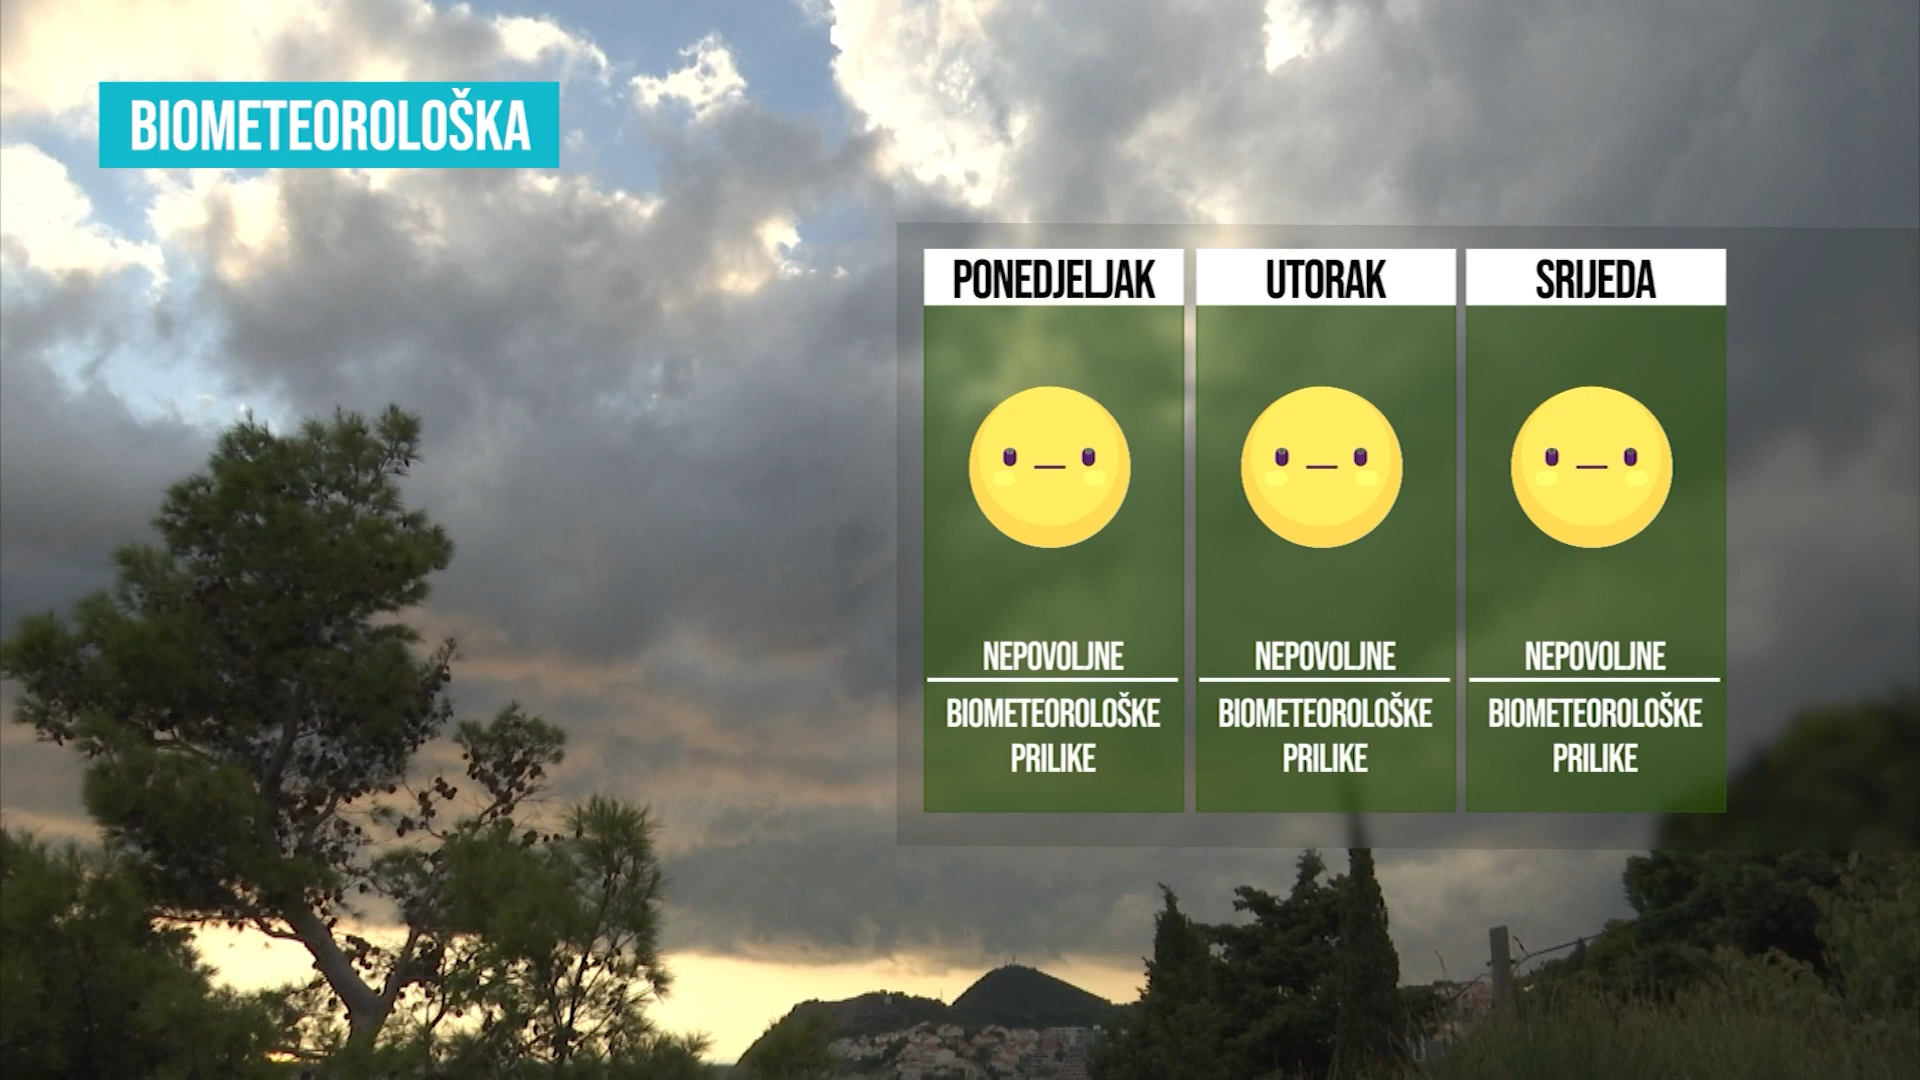 BIOMETEOROLOŠKA
PONEDJELJAK
NEPOVOLJNE
BIOMETEOROLOŠKE
PRILIKE
UTORAK
NEPOVOLJNE
BIOMETEOROLOŠKE
PRILIKE
SRIJEDA
NEPOVOLJNE
BIOMETEOROLOŠKE
PRILIKE